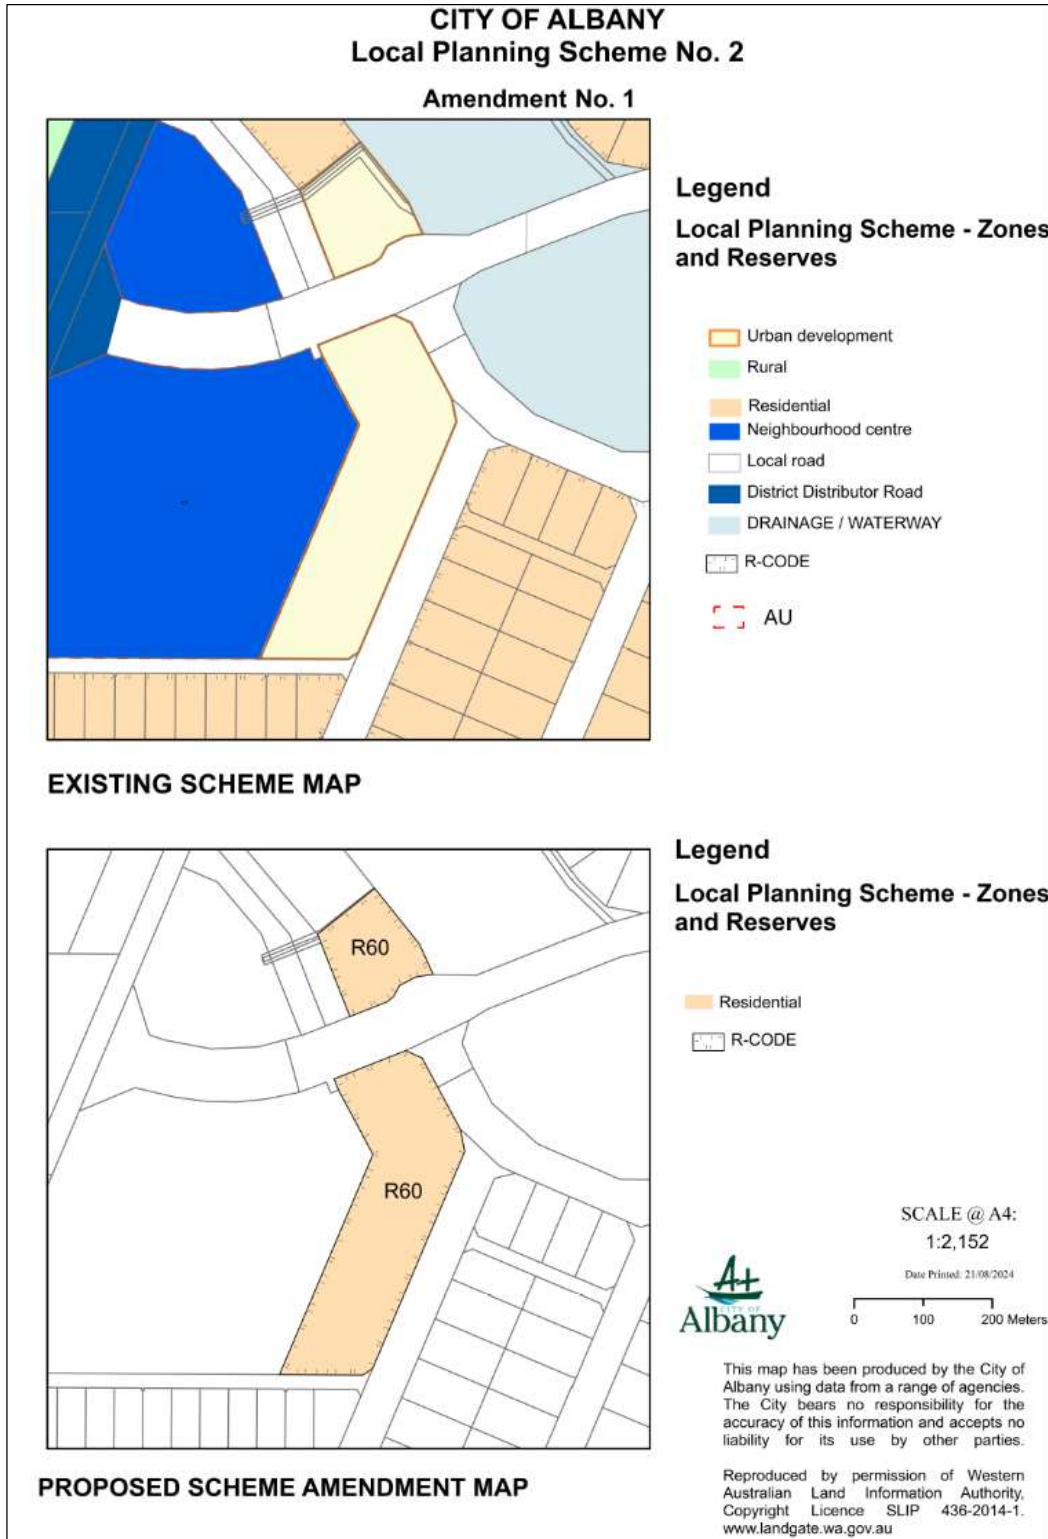 CITY OF ALBANY
Local Planning Scheme No. 2
Amendment No. 1
Legend
Local Planning Scheme - Zones
and Reserves
Urban development
Rural
Residential
Neighbourhood centre
Local road
District Distributor Road
DRAINAGE / WATERWAY
R-CODE
AU
EXISTING SCHEME MAP
R60
R60
Legend
Local Planning Scheme - Zones
and Reserves
Residential
R-CODE
SCALE @ A4:
1:2,152
Date Printed: 21/08/2024
0 100 200 Meters
CITY OF
Albany
This map has been produced by the City of
Albany using data from a range of agencies.
The City bears no responsibility for the
accuracy of this information and accepts no
liability for its use by other parties.
Reproduced by permission of Western
Australian Land Information Authority,
Copyright Licence SLIP 436-2014-1.
www.landgate.wa.gov.au
PROPOSED SCHEME AMENDMENT MAP